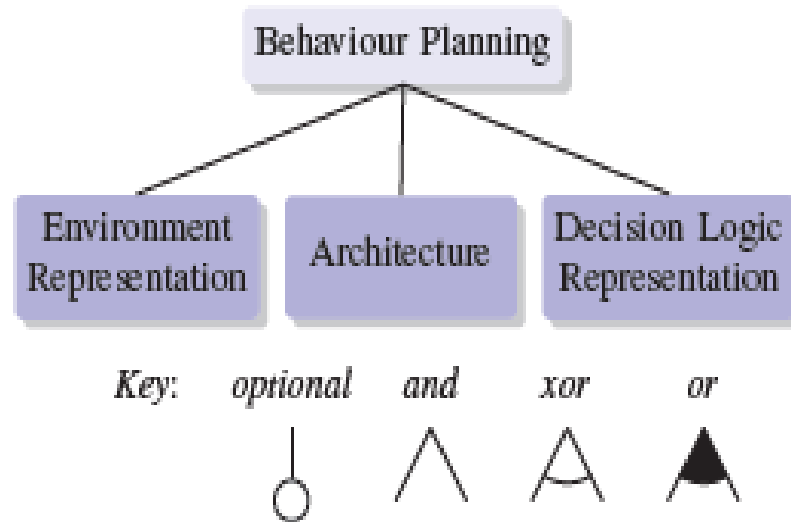 Behaviour Planning
Environment
Representation
Architecture
Decision Logic
Representation
Key: optional and xor or